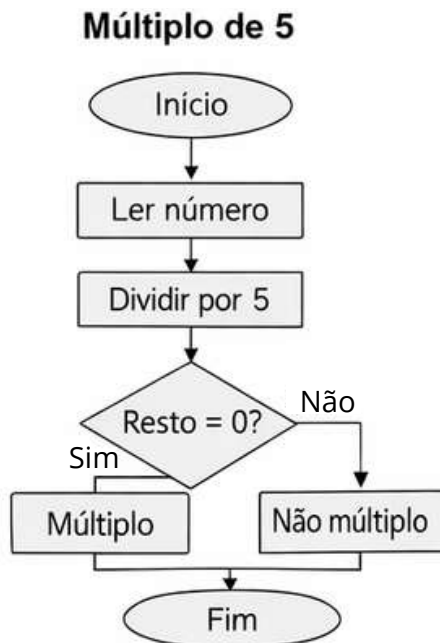 Múltiplo de 5
Início
Ler número
Dividir por 5
Resto = 0?
Não
Sim
Múltiplo
Não múltiplo
Fim